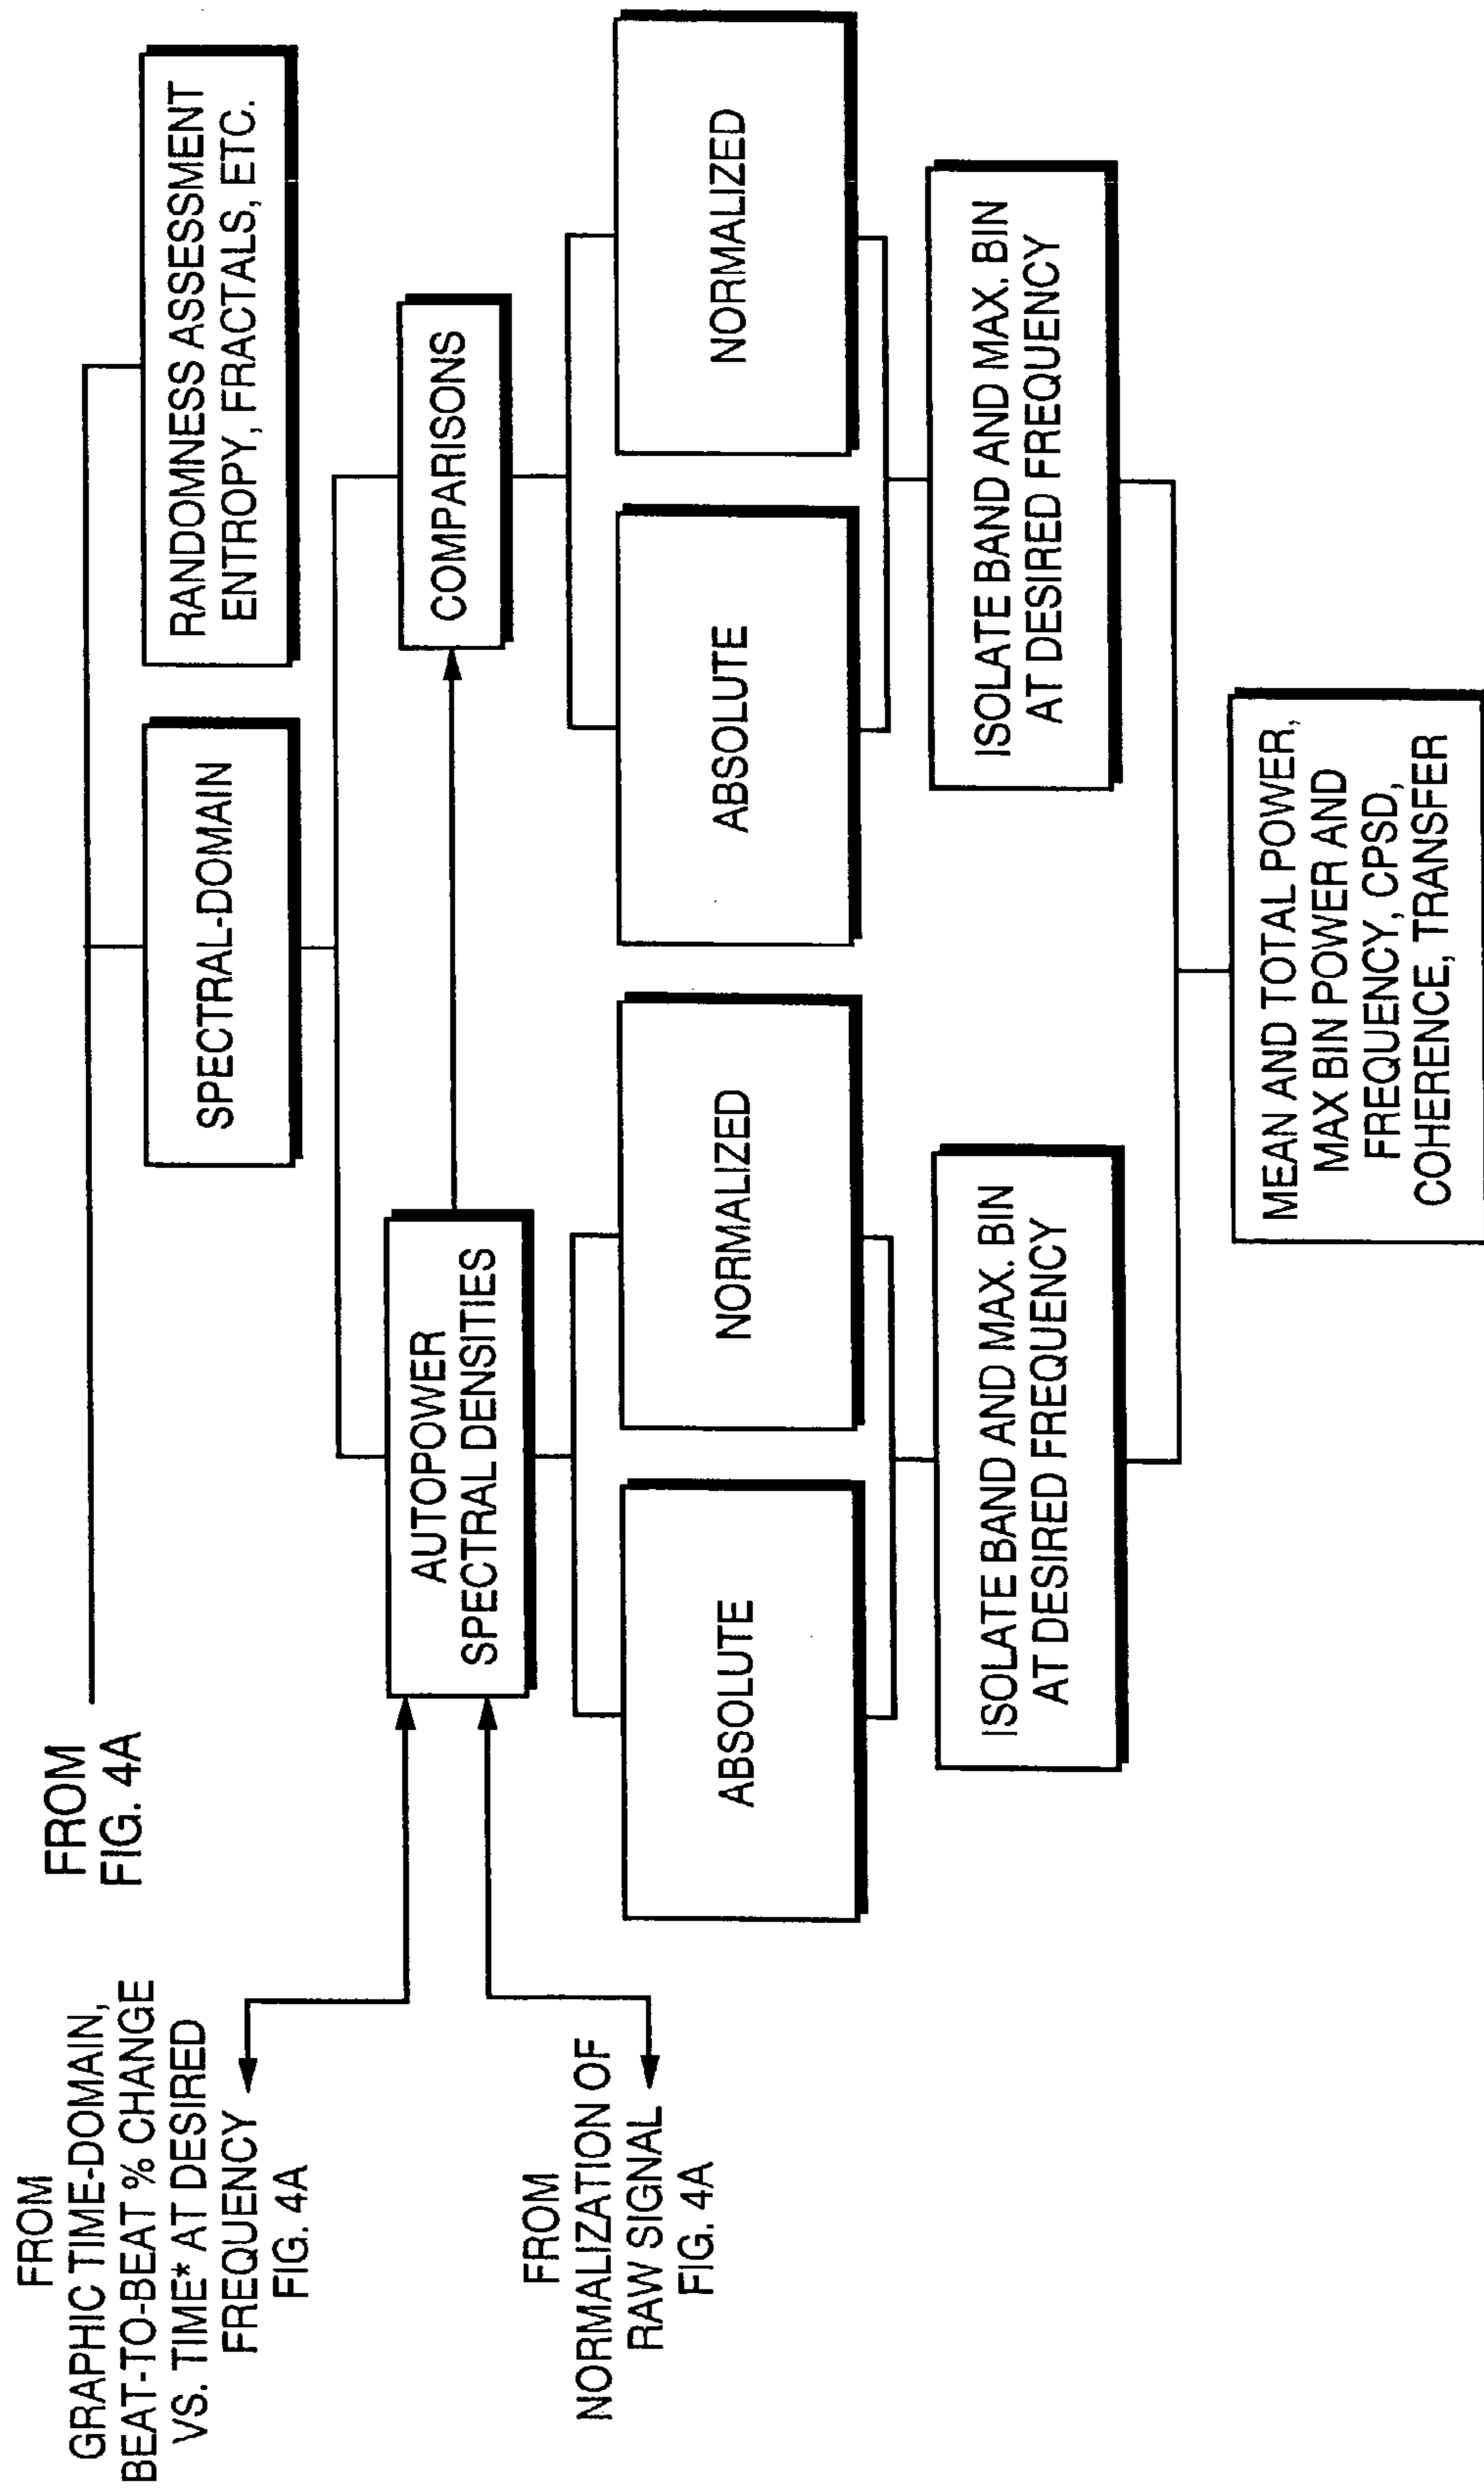 FROM
GRAPHIC TIME-DOMAIN,
BEAT-TO-BEAT % CHANGE
VS. TIME* AT DESIRED
FREQUENCY
FIG. 4A
FROM
FIG. 4A
SPECTRAL-DOMAIN
RANDOMNESS ASSESSMENT
ENTROPY, FRACTALS, ETC.
FROM
NORMALIZATION OF
RAW SIGNAL
FIG. 4A
AUTOPOWER
SPECTRAL DENSITIES
COMPARISONS
ABSOLUTE
NORMALIZED
ABSOLUTE
NORMALIZED
ISOLATE BAND AND MAX. BIN
AT DESIRED FREQUENCY
ISOLATE BAND AND MAX. BIN
AT DESIRED FREQUENCY
MEAN AND TOTAL POWER,
MAX BIN POWER AND
FREQUENCY, CPSD,
COHERENCE, TRANSFER